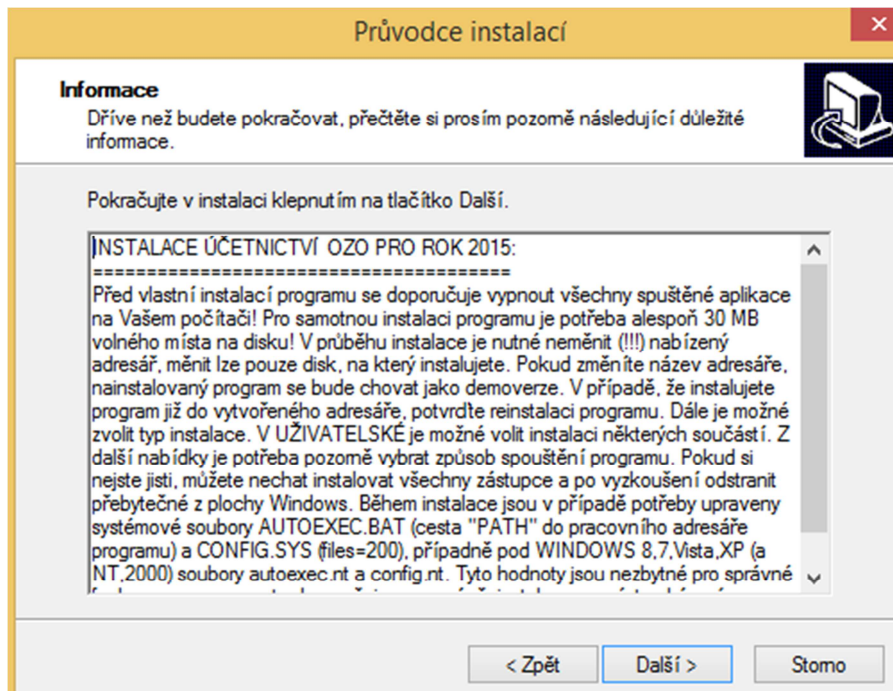 Průvodce instalací
Informace
Dříve než budete pokračovat, přečtěte si prosím pozorně následující důležité
informace.
Pokračujte v instalaci klepnutím na tlačítko Další.
INSTALACE ÚČETNICTVÍ OZO PRO ROK 2015:
=======================================
Před vlastní instalací programu se doporučuje vypnout všechny spuštěné aplikace
na Vašem počítači! Pro samotnou instalaci programu je potřeba alespoň 30 MB
volného místa na disku! V průběhu instalace je nutné neměnit (!!!) nabízený
adresář, měnit lze pouze disk, na který instalujete. Pokud změníte název adresáře,
nainstalovaný program se bude chovat jako demoverze. V případě, že instalujete
program již do vytvořeného adresáře, potvrďte reinstalaci programu. Dále je možné
zvolit typ instalace. V UŽIVATELSKÉ je možné volit instalaci některých součástí. Z
další nabídky je potřeba pozorně vybrat způsob spouštění programu. Pokud si
nejste jisti, můžete nechat instalovat všechny zástupce a po vyzkoušení odstranit
přebytečné z plochy Windows. Během instalace jsou v případě potřeby upraveny
systémové soubory AUTOEXEC.BAT (cesta "PATH" do pracovního adresáře
programu) a CONFIG.SYS (files=200), případně pod WINDOWS 8,7,Vista,XP (a
NT,2000) soubory autoexec.nt a config.nt. Tyto hodnoty jsou nezbytné pro správné
< Zpět
Další >
Storno